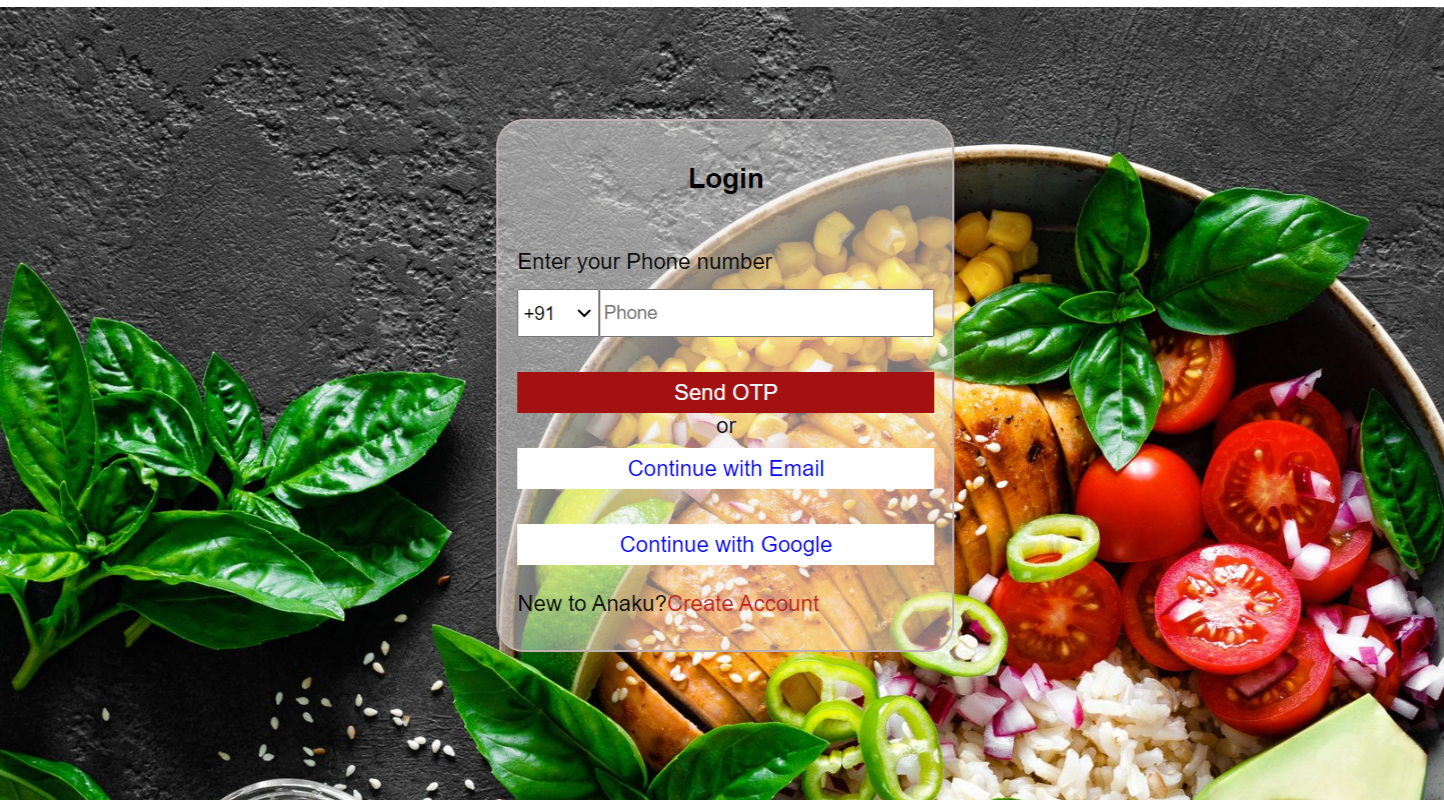 Login
Enter your Phone number
+91 Phone
Send OTP
or
Continue with Email
Continue with Google
New to Anaku?Create Account